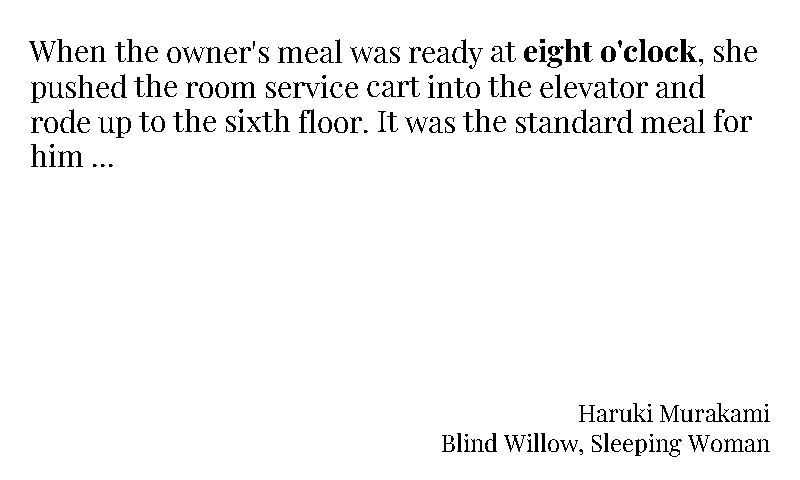 When the owner's meal was ready at eight o'clock, she
pushed the room service cart into the elevator and
rode up to the sixth floor. It was the standard meal for
him ...
Haruki Murakami
Blind Willow, Sleeping Woman